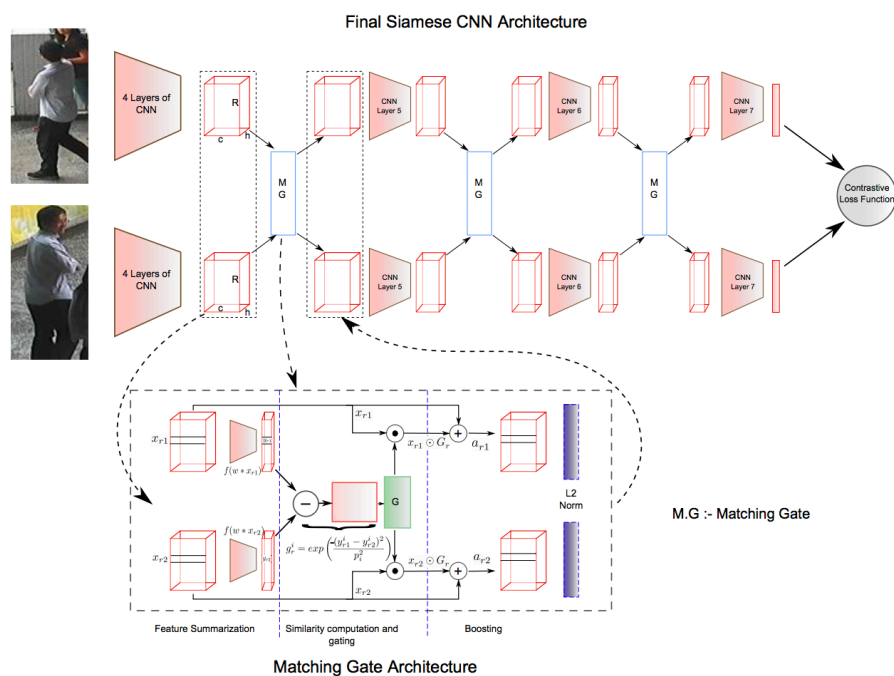 Final Siamese CNN Architecture
4 Layers of
CNN
R
c
h
M
G
CNN
Layer 5
M
G
CNN
Layer 6
M
G
CNN
Layer 7
Contrastive
Loss Function
4 Layers of
CNN
R
c
h
CNN
Layer 5
CNN
Layer 6
CNN
Layer 7
x_{r1}
f(w * x_{r1})
x_{r1}
x_{r1} ⊙ G_r
+
a_{r1}
−
G
L2
Norm
M.G :- Matching Gate
x_{r2}
f(w * x_{r2})
g_r^i = exp(-(y_{r1}^i − y_{r2}^i)^2 / p_i^2)
x_{r2}
x_{r2} ⊙ G_r
+
a_{r2}
Feature Summarization
Similarity computation and
gating
Boosting
Matching Gate Architecture